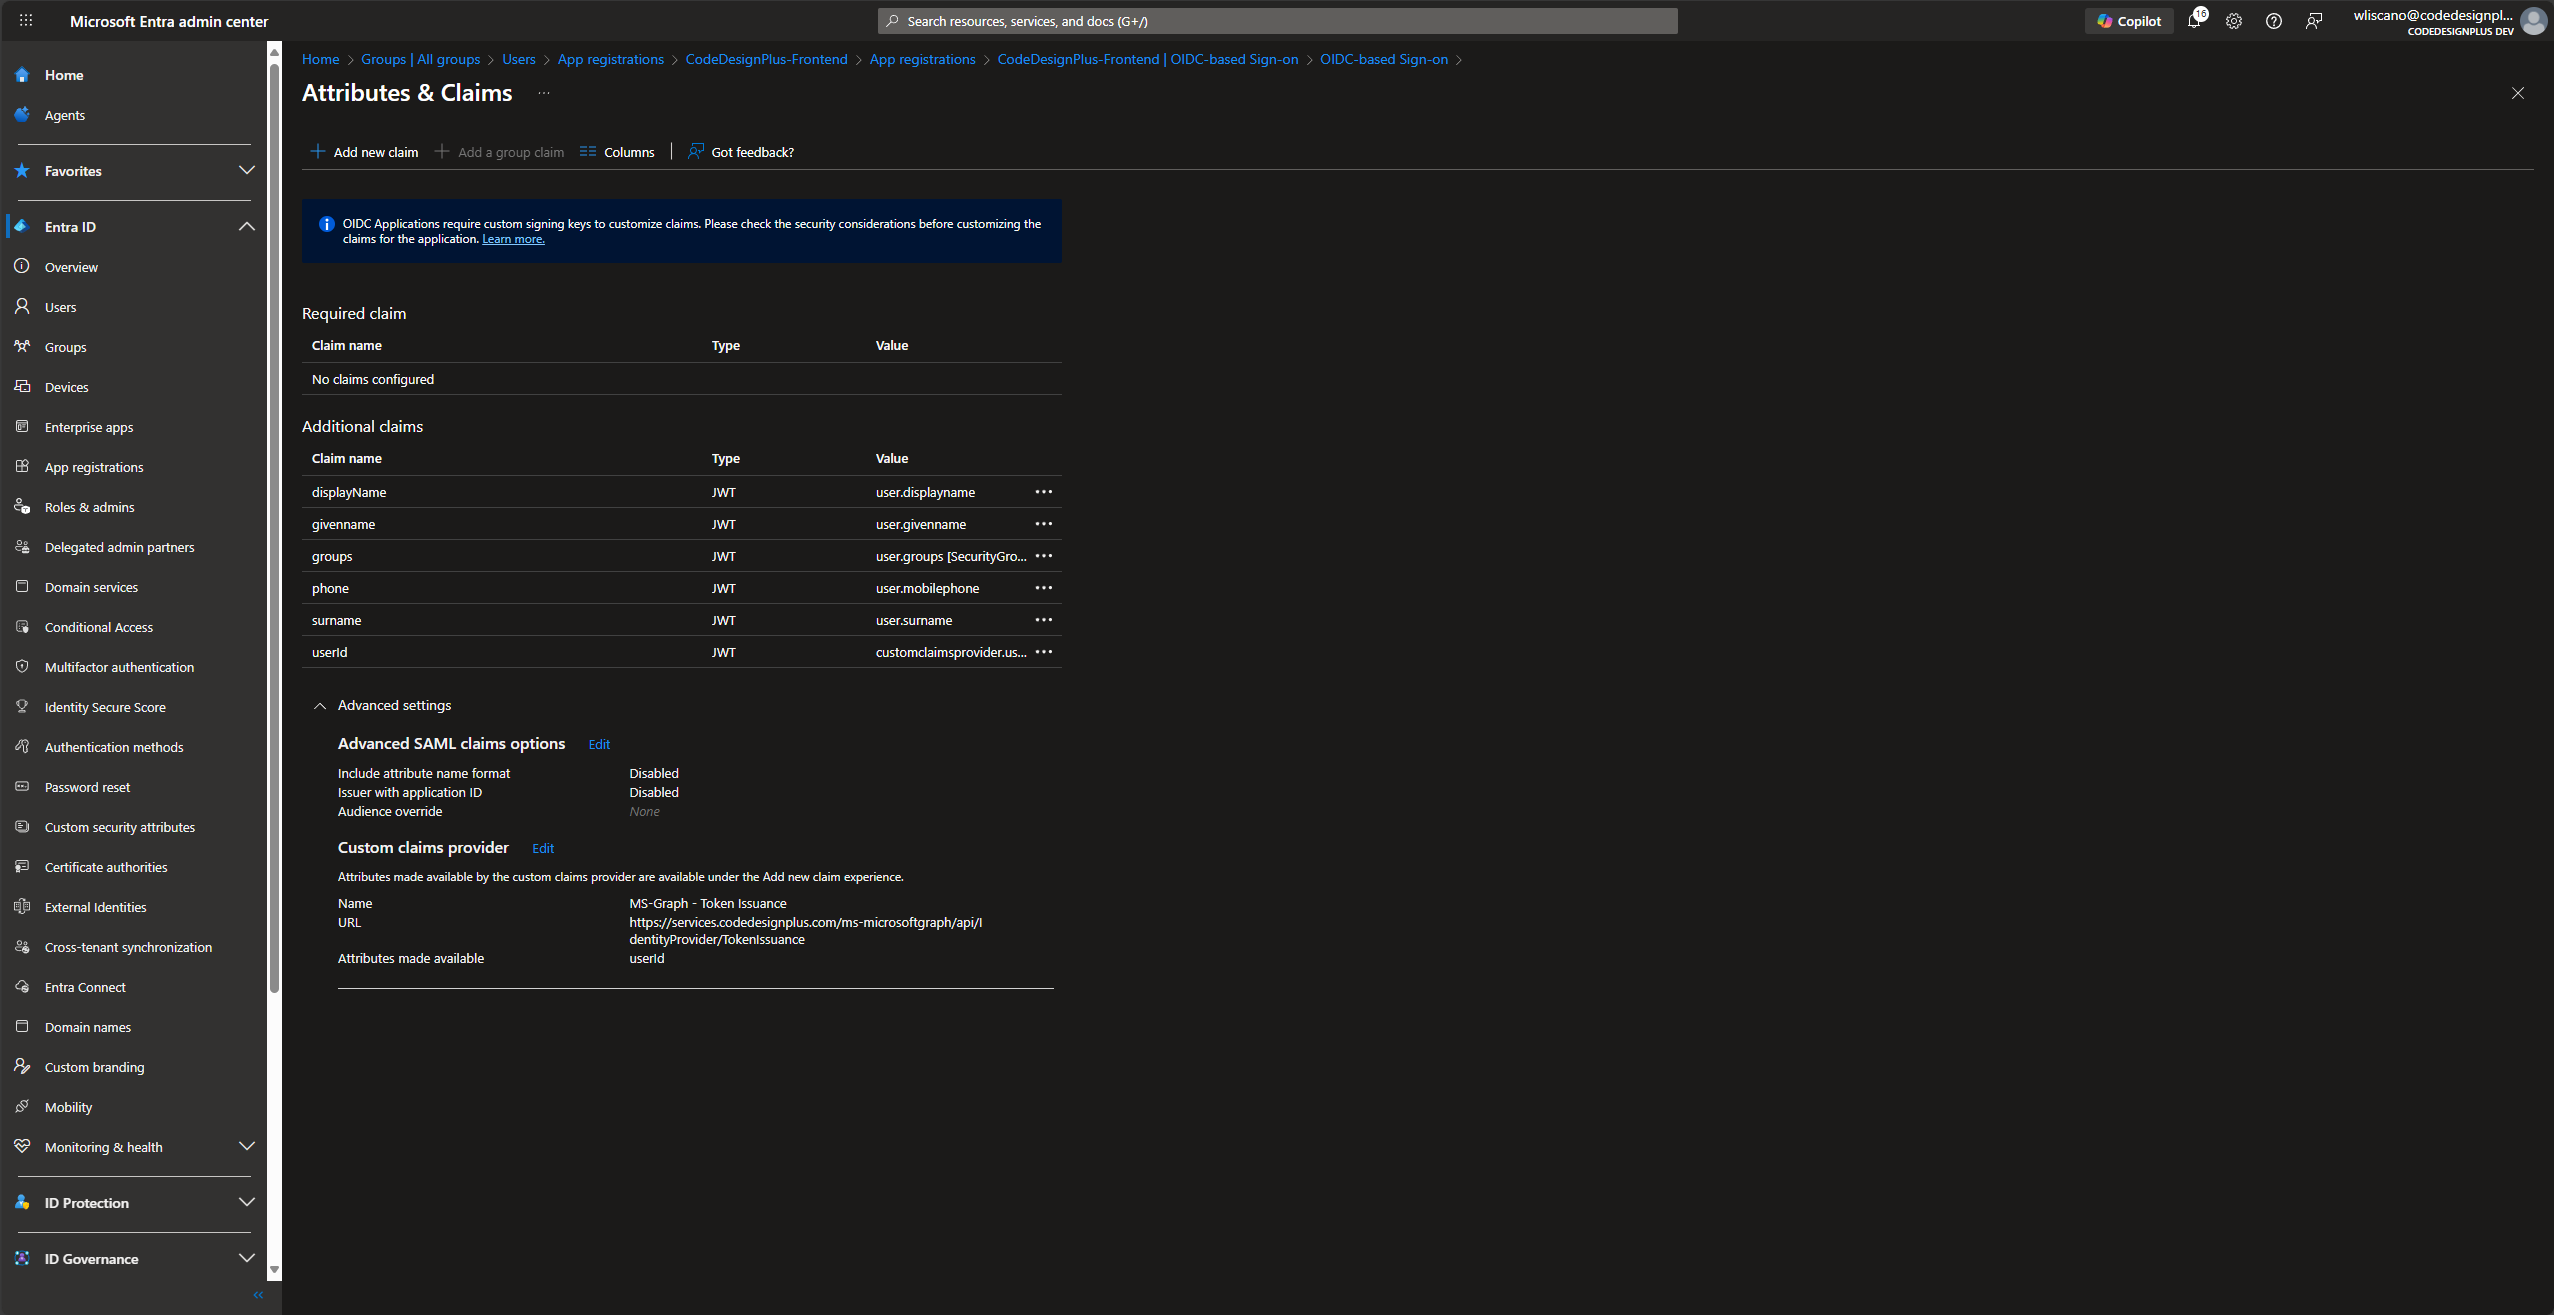 Microsoft Entra admin center
Search resources, services, and docs (G+/)
Copilot
16
wliscano@codedesignpl...
CODEDESIGNPLUS DEV
Home
Agents
Favorites
Entra ID
Overview
Users
Groups
Devices
Enterprise apps
App registrations
Roles & admins
Delegated admin partners
Domain services
Conditional Access
Multifactor authentication
Identity Secure Score
Authentication methods
Password reset
Custom security attributes
Certificate authorities
External Identities
Cross-tenant synchronization
Entra Connect
Domain names
Custom branding
Mobility
Monitoring & health
ID Protection
ID Governance
Home > Groups | All groups > Users > App registrations > CodeDesignPlus-Frontend > App registrations > CodeDesignPlus-Frontend | OIDC-based Sign-on > OIDC-based Sign-on >
Attributes & Claims ...
Add new claim Add a group claim Columns | Got feedback?
OIDC Applications require custom signing keys to customize claims. Please check the security considerations before customizing the
claims for the application. Learn more.
Required claim
Claim name Type Value
No claims configured
Additional claims
Claim name Type Value
displayName JWT user.displayname
givenname JWT user.givenname
groups JWT user.groups [SecurityGro...
phone JWT user.mobilephone
surname JWT user.surname
userId JWT customclaimsprovider.us...
Advanced settings
Advanced SAML claims options Edit
Include attribute name format Disabled
Issuer with application ID Disabled
Audience override None
Custom claims provider Edit
Attributes made available by the custom claims provider are available under the Add new claim experience.
Name MS-Graph - Token Issuance
URL https://services.codedesignplus.com/ms-microsoftgraph/api/I
dentityProvider/TokenIssuance
Attributes made available userId